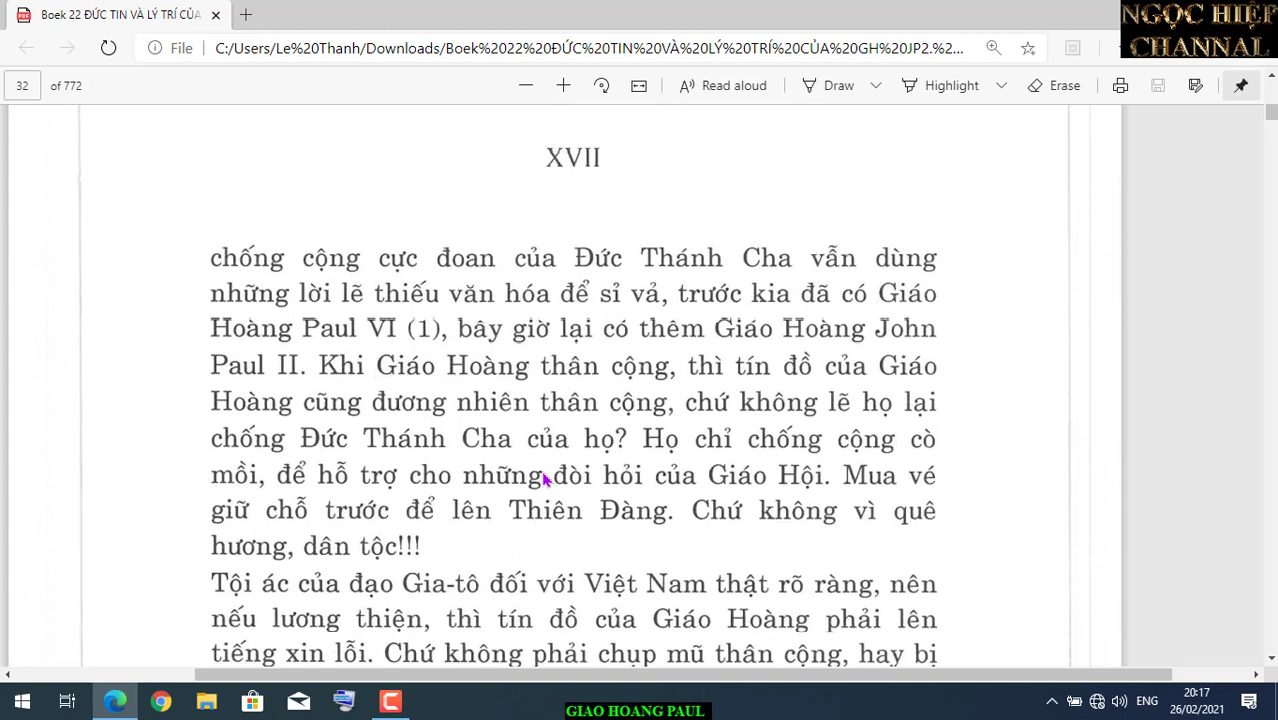 Boek 22 ĐỨC TIN VÀ LÝ TRÍ CỦA
NGỌC HIỆP
CHANNAL
File C:/Users/Le%20Thanh/Downloads/Boek%2022%20ĐỨC%20TIN%20VÀ%20LÝ%20TRÍ%20CỦA%20GH%20JP2.%...
32 of 772 Read aloud Draw Highlight Erase
XVII
chống cộng cực đoan của Đức Thánh Cha vẫn dùng
những lời lẽ thiếu văn hóa để sỉ vả, trước kia đã có Giáo
Hoàng Paul VI (1), bây giờ lại có thêm Giáo Hoàng John
Paul II. Khi Giáo Hoàng thân cộng, thì tín đồ của Giáo
Hoàng cũng đương nhiên thân cộng, chứ không lẽ họ lại
chống Đức Thánh Cha của họ? Họ chỉ chống cộng cò
mồi, để hỗ trợ cho những đòi hỏi của Giáo Hội. Mua vé
giữ chỗ trước để lên Thiên Đàng. Chứ không vì quê
hương, dân tộc!!!
Tội ác của đạo Gia-tô đối với Việt Nam thật rõ ràng, nên
nếu lương thiện, thì tín đồ của Giáo Hoàng phải lên
tiếng xin lỗi. Chứ không phải chụp mũ thân cộng, hay bị
ENG
20:17
26/02/2021
GIAO HOANG PAUL